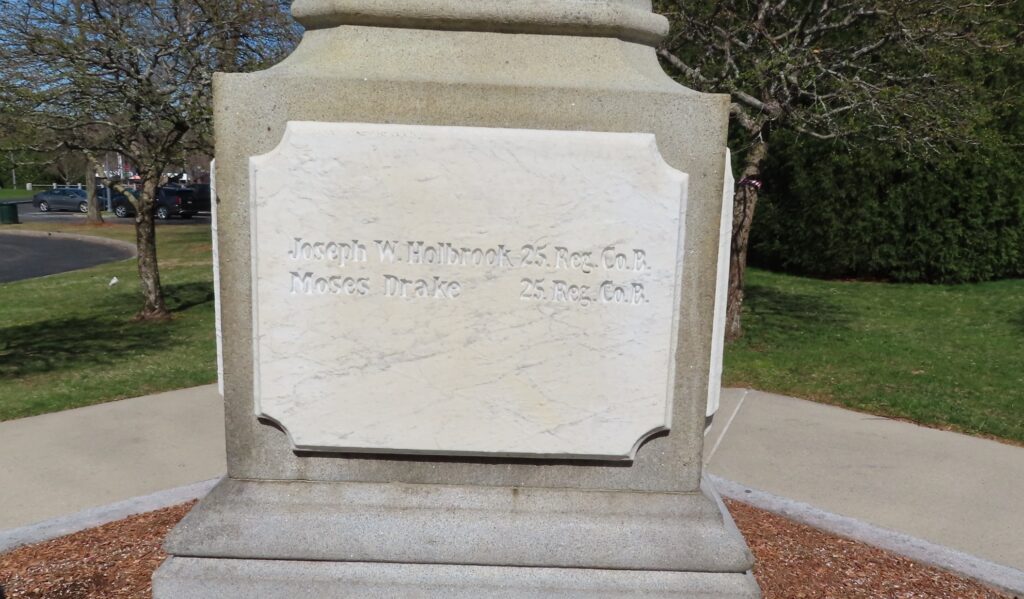 Joseph W. Holbrook 25. Reg. Co. B.
Moses Drake 25. Reg. Co. B.